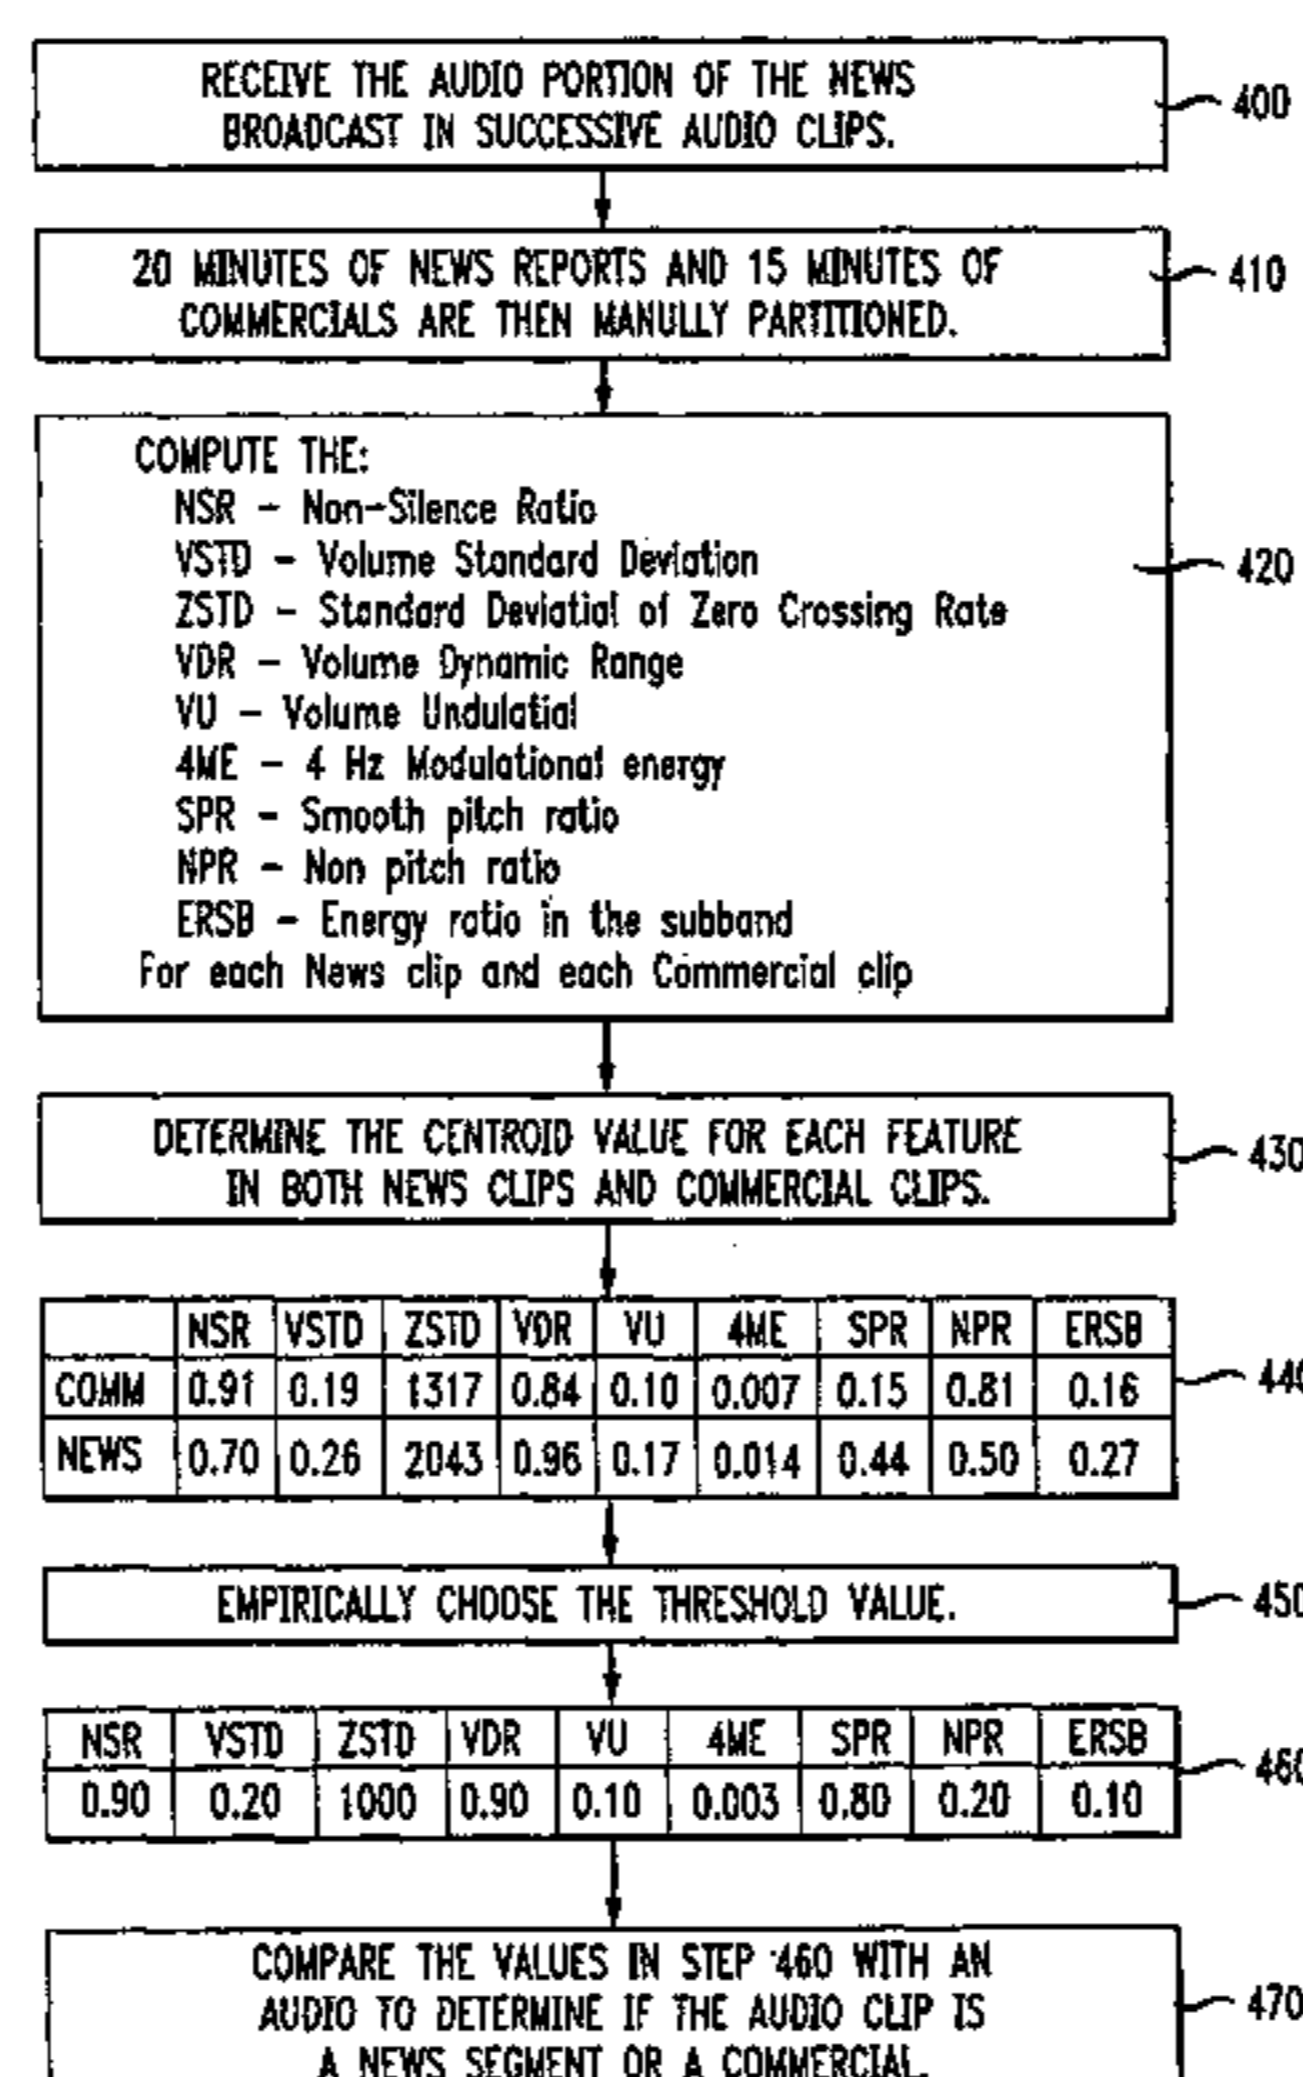 RECEIVE THE AUDIO PORTION OF THE NEWS
BROADCAST IN SUCCESSIVE AUDIO CLIPS.
400
20 MINUTES OF NEWS REPORTS AND 15 MINUTES OF
COMMERCIALS ARE THEN MANULLY PARTITIONED.
410
COMPUTE THE:
NSR – Non-Silence Ratio
VSTD – Volume Standard Deviation
ZSTD – Standard Deviatial of Zero Crossing Rate
VDR – Volume Dynamic Range
VU – Volume Undulatial
4ME – 4 Hz Modulational energy
SPR – Smooth pitch ratio
NPR – Non pitch ratio
ERSB – Energy ratio in the subband
For each News clip and each Commercial clip
420
DETERMINE THE CENTROID VALUE FOR EACH FEATURE
IN BOTH NEWS CLIPS AND COMMERCIAL CLIPS.
430
NSR VSTD ZSTD VDR VU 4ME SPR NPR ERSB
COMM 0.91 0.19 1317 0.84 0.10 0.007 0.15 0.81 0.16
NEWS 0.70 0.26 2043 0.96 0.17 0.014 0.44 0.50 0.27
440
EMPIRICALLY CHOOSE THE THRESHOLD VALUE.
450
NSR VSTD ZSTD VDR VU 4ME SPR NPR ERSB
0.90 0.20 1000 0.90 0.10 0.003 0.80 0.20 0.10
460
COMPARE THE VALUES IN STEP 460 WITH AN
AUDIO TO DETERMINE IF THE AUDIO CLIP IS
A NEWS SEGMENT OR A COMMERCIAL.
470